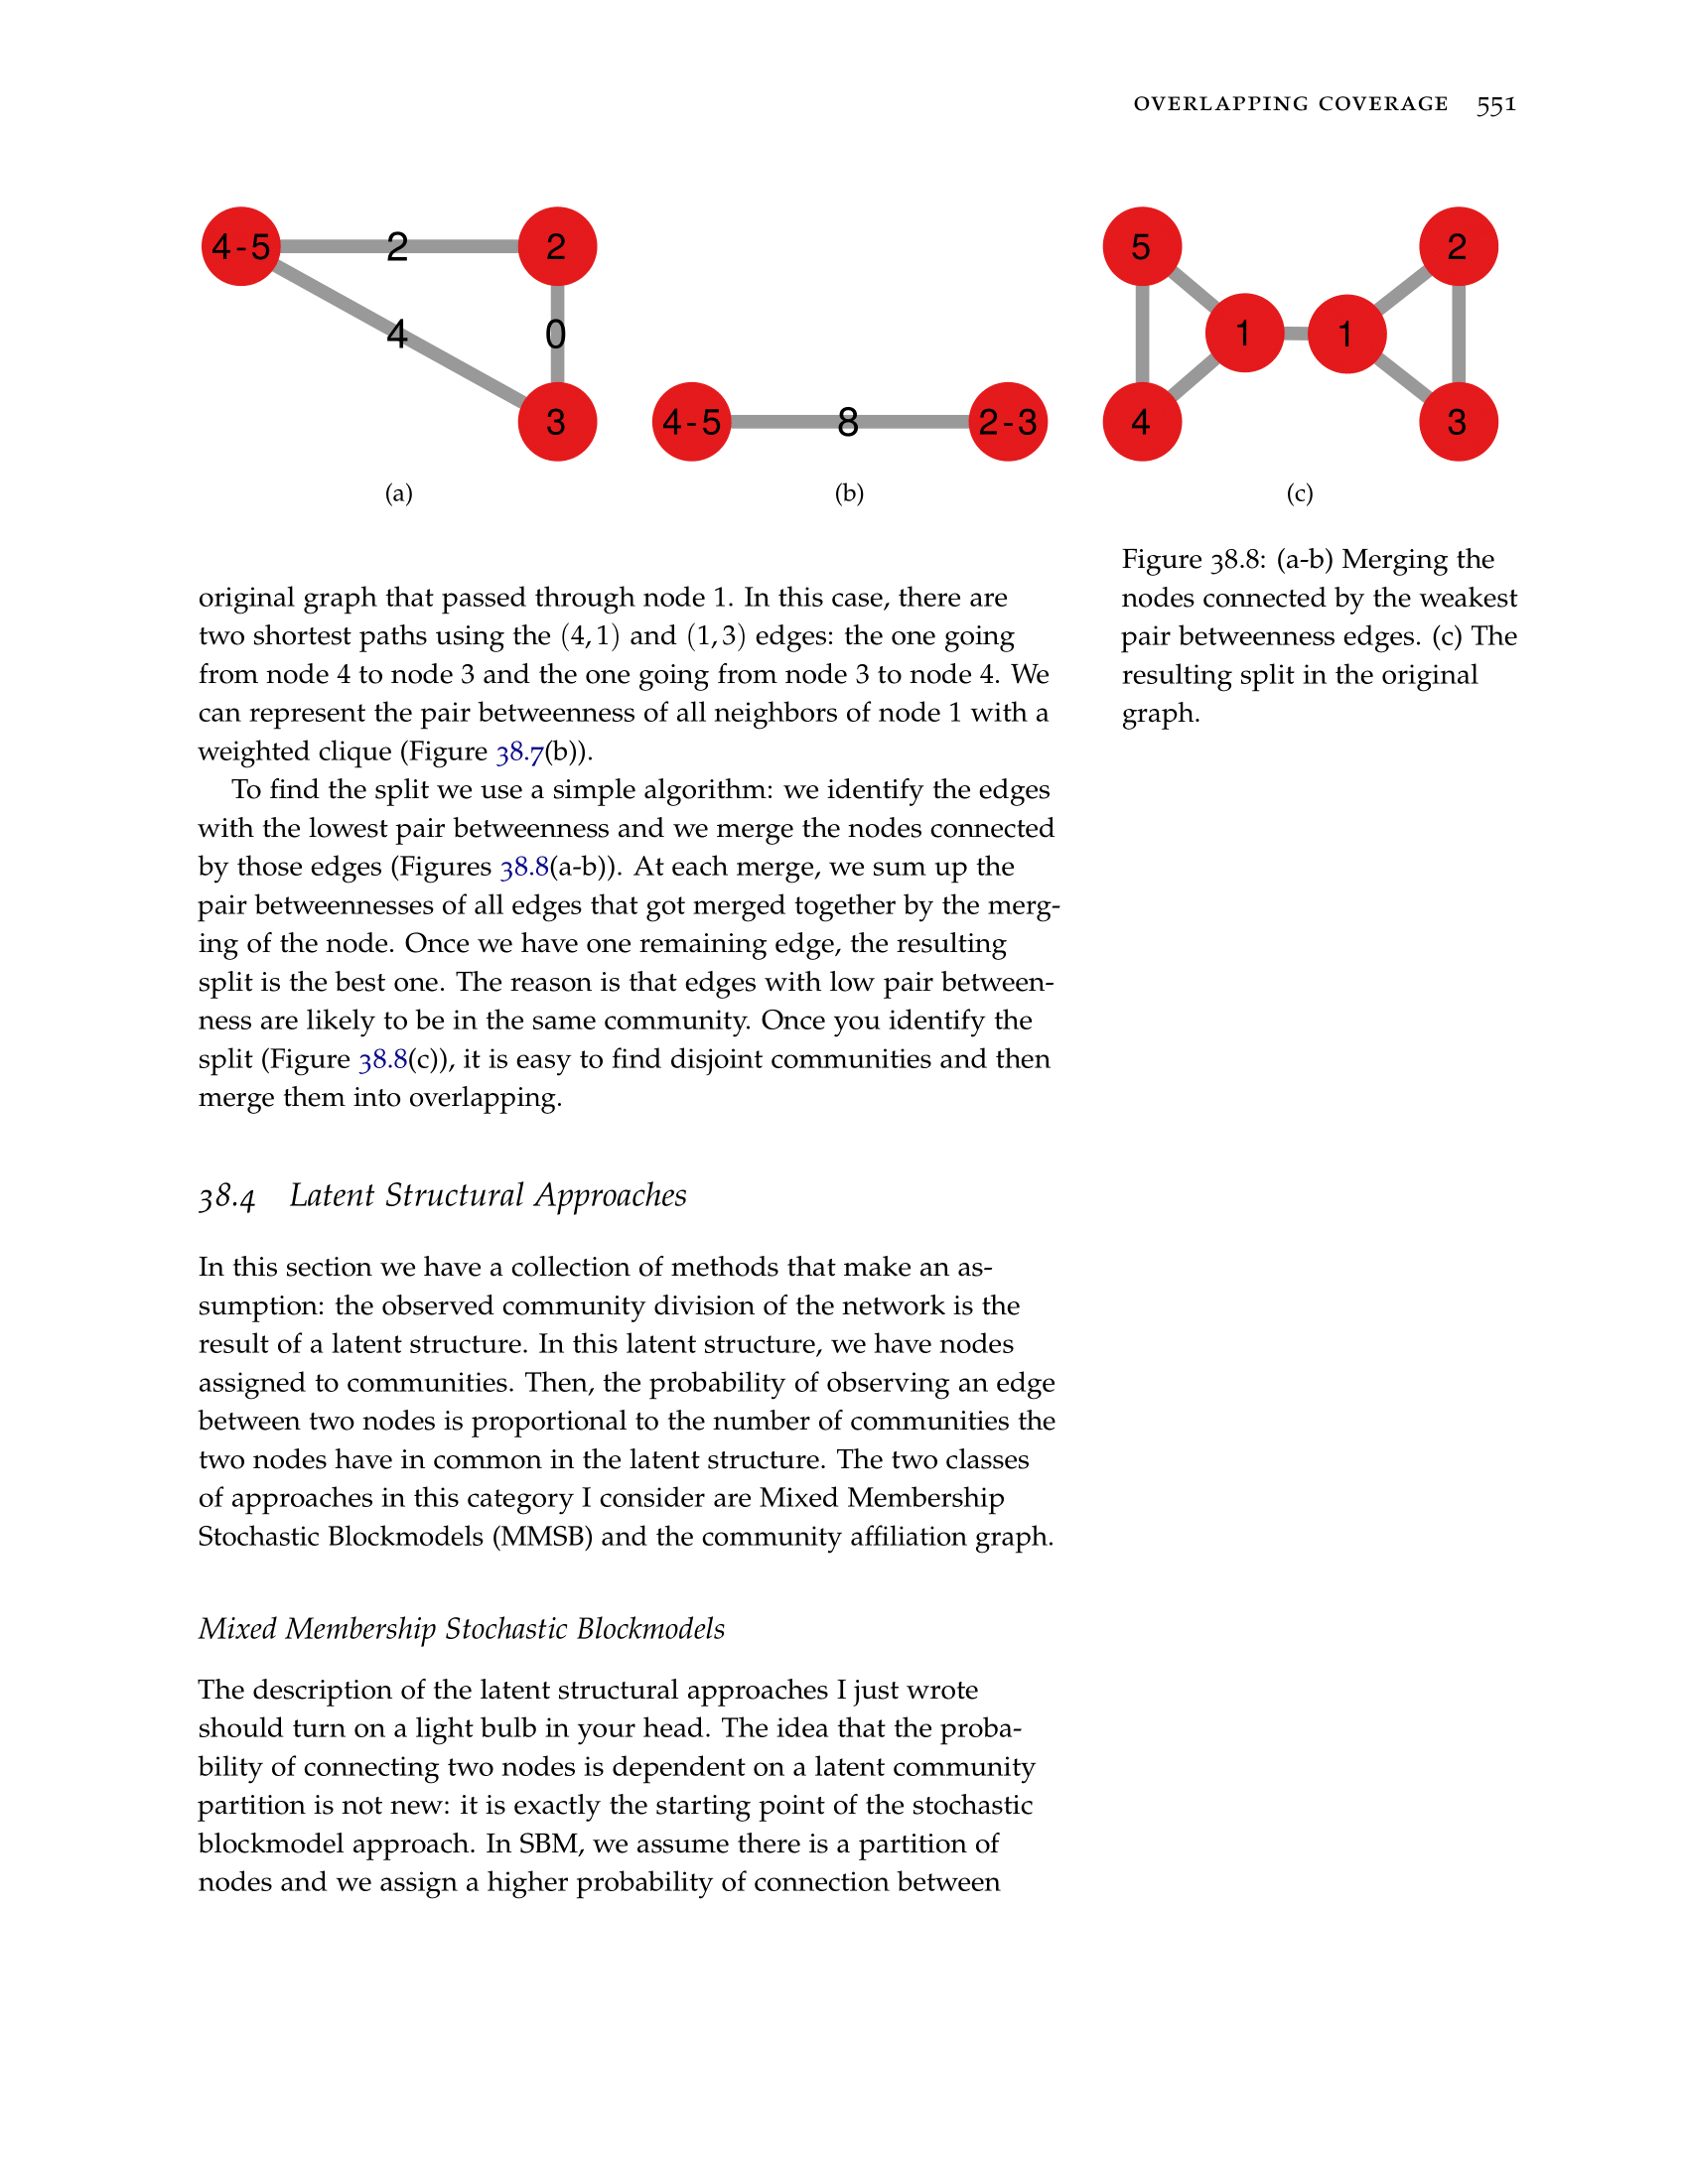 OVERLAPPING COVERAGE 551
4-5 2 2
4 0
3
4-5 8 2-3
5 2
1 1
4 3
(a) (b) (c)
Figure 38.8: (a-b) Merging the
nodes connected by the weakest
pair betweenness edges. (c) The
resulting split in the original
graph.
original graph that passed through node 1. In this case, there are
two shortest paths using the (4, 1) and (1, 3) edges: the one going
from node 4 to node 3 and the one going from node 3 to node 4. We
can represent the pair betweenness of all neighbors of node 1 with a
weighted clique (Figure 38.7(b)).
To find the split we use a simple algorithm: we identify the edges
with the lowest pair betweenness and we merge the nodes connected
by those edges (Figures 38.8(a-b)). At each merge, we sum up the
pair betweennesses of all edges that got merged together by the merg-
ing of the node. Once we have one remaining edge, the resulting
split is the best one. The reason is that edges with low pair between-
ness are likely to be in the same community. Once you identify the
split (Figure 38.8(c)), it is easy to find disjoint communities and then
merge them into overlapping.
38.4 Latent Structural Approaches
In this section we have a collection of methods that make an as-
sumption: the observed community division of the network is the
result of a latent structure. In this latent structure, we have nodes
assigned to communities. Then, the probability of observing an edge
between two nodes is proportional to the number of communities the
two nodes have in common in the latent structure. The two classes
of approaches in this category I consider are Mixed Membership
Stochastic Blockmodels (MMSB) and the community affiliation graph.
Mixed Membership Stochastic Blockmodels
The description of the latent structural approaches I just wrote
should turn on a light bulb in your head. The idea that the proba-
bility of connecting two nodes is dependent on a latent community
partition is not new: it is exactly the starting point of the stochastic
blockmodel approach. In SBM, we assume there is a partition of
nodes and we assign a higher probability of connection between